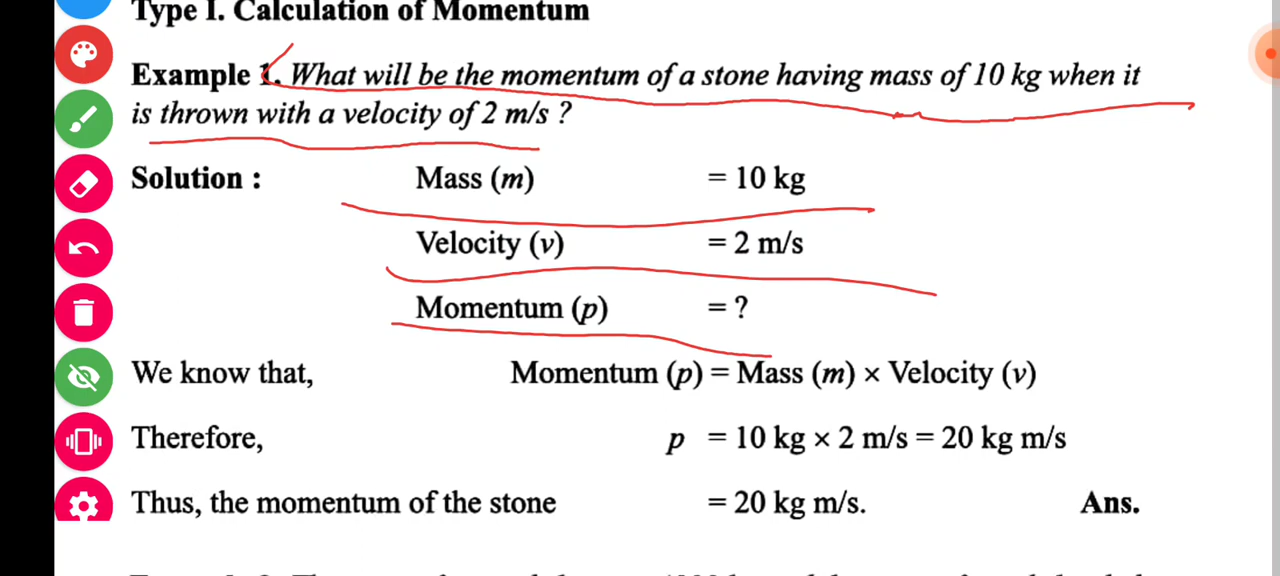 Type I. Calculation of Momentum
Example 1. What will be the momentum of a stone having mass of 10 kg when it
is thrown with a velocity of 2 m/s ?
Solution : Mass (m) = 10 kg
Velocity (v) = 2 m/s
Momentum (p) = ?
We know that, Momentum (p) = Mass (m) × Velocity (v)
Therefore, p = 10 kg × 2 m/s = 20 kg m/s
Thus, the momentum of the stone = 20 kg m/s. Ans.